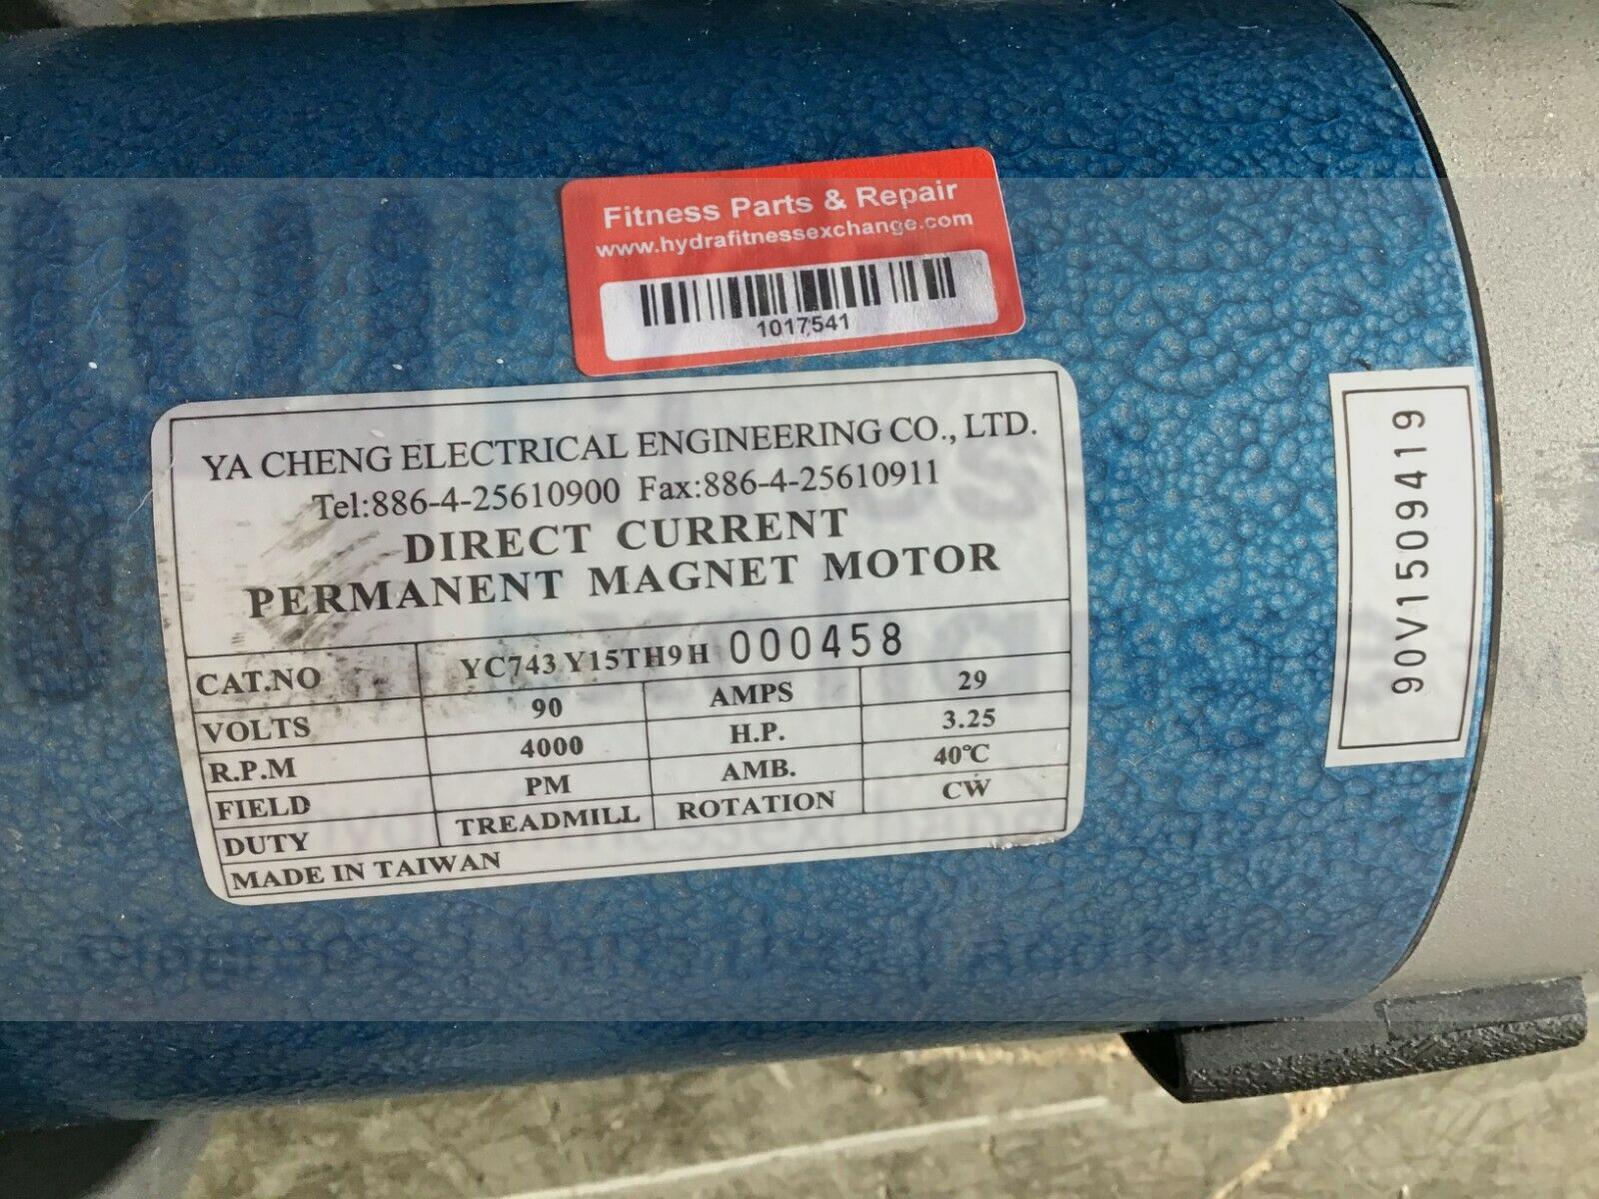 Fitness Parts & Repair
www.hydrafitnessexchange.com
1017541
YA CHENG ELECTRICAL ENGINEERING CO., LTD.
Tel:886-4-25610900 Fax:886-4-25610911
DIRECT CURRENT
PERMANENT MAGNET MOTOR
CAT.NO YC743 Y15TH9H 000458
VOLTS 90 AMPS 29
R.P.M 4000 H.P. 3.25
FIELD PM AMB. 40°C
DUTY TREADMILL ROTATION CW
MADE IN TAIWAN
90V1509419